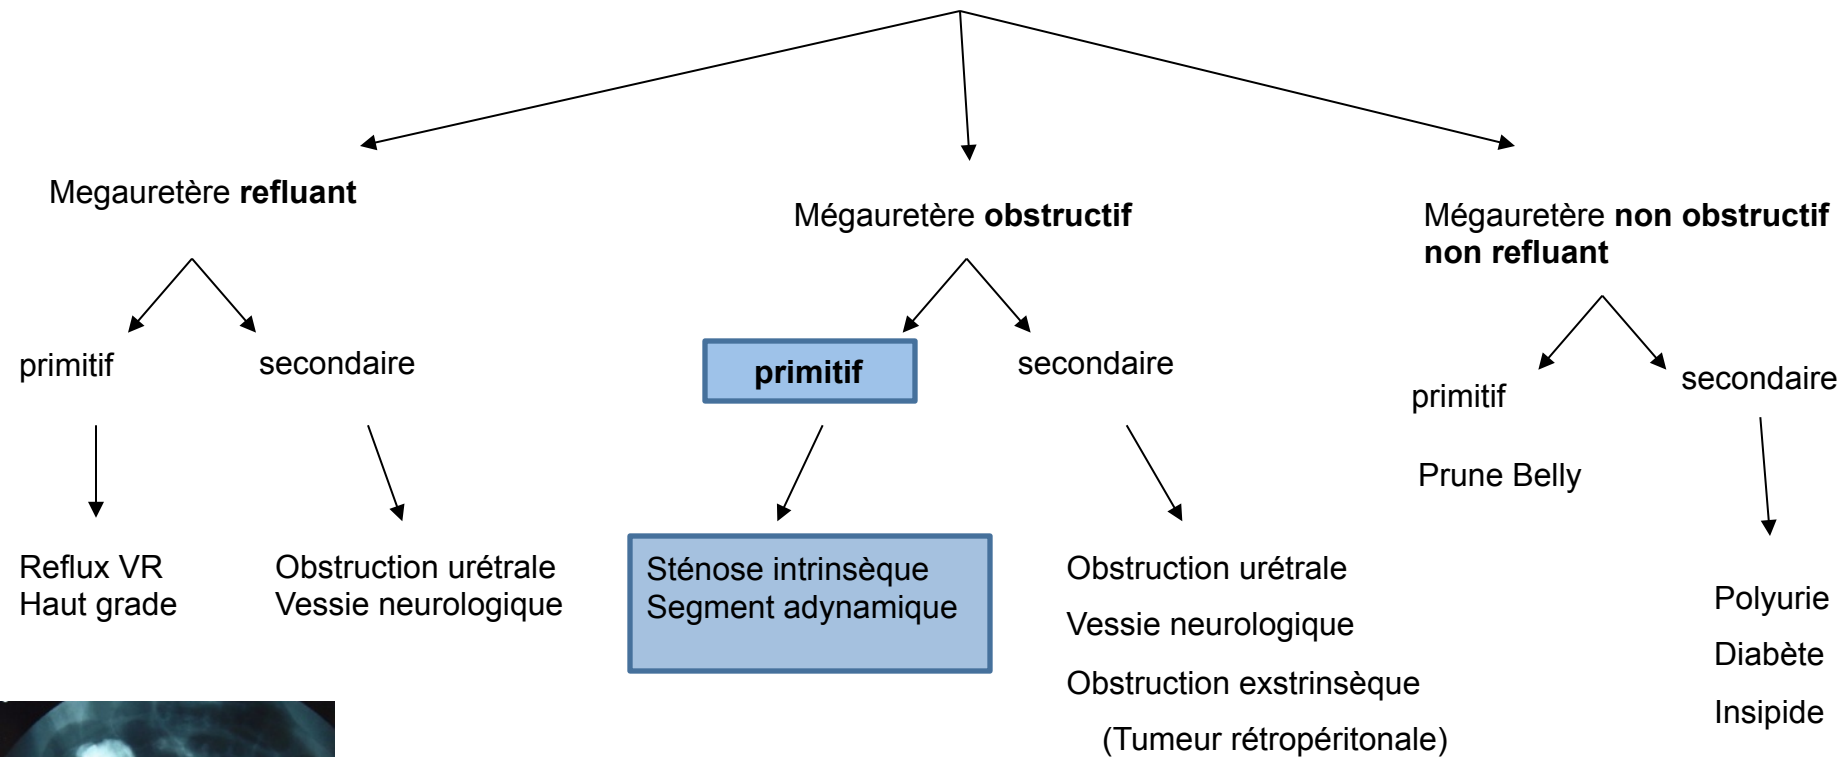 Megauretère refluant
Mégauretère obstructif
Mégauretère non obstructif
non refluant
primitif
secondaire
primitif
secondaire
primitif
secondaire
Reflux VR
Haut grade
Obstruction urétrale
Vessie neurologique
Sténose intrinsèque
Segment adynamique
Obstruction urétrale
Vessie neurologique
Obstruction exstrinsèque
(Tumeur rétropéritonale)
Prune Belly
Polyurie
Diabète
Insipide